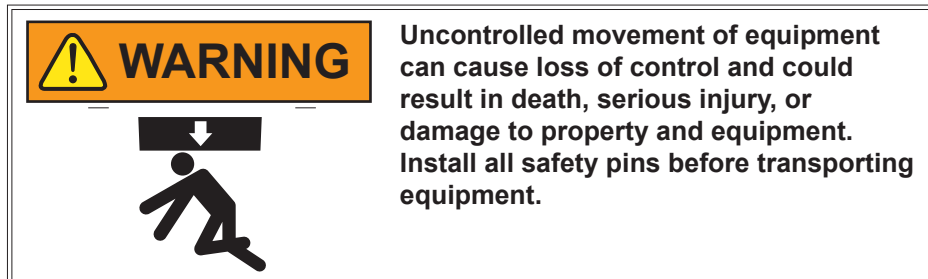 WARNING
Uncontrolled movement of equipment
can cause loss of control and could
result in death, serious injury, or
damage to property and equipment.
Install all safety pins before transporting
equipment.